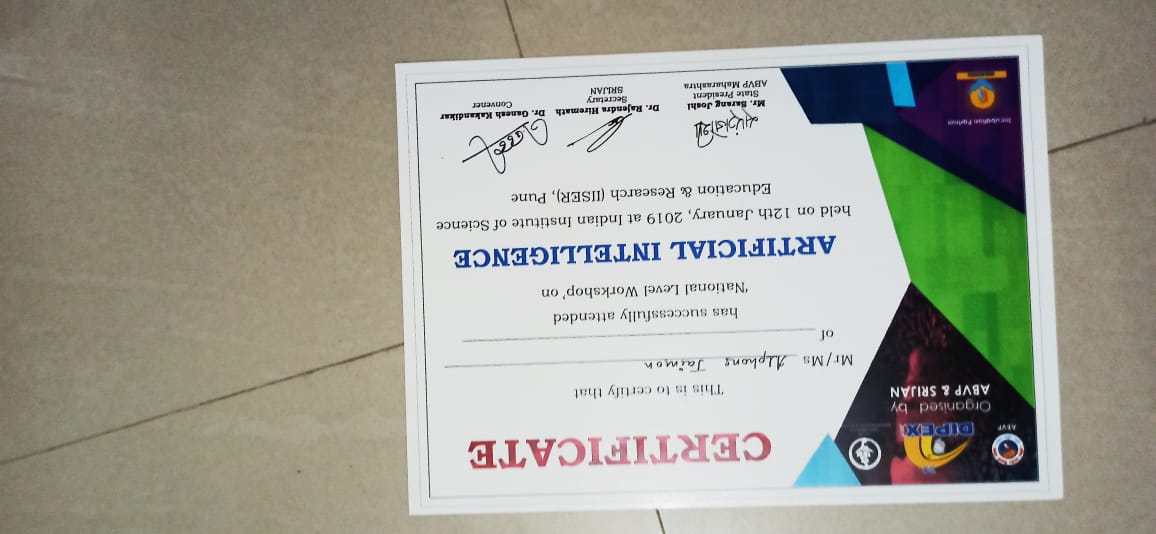 ABVP
DIPEX
Organised by
ABVP & SRIJAN
CERTIFICATE
This is to certify that
Mr/Ms Alphons Jaimon
of
has successfully attended
'National Level Workshop' on
ARTIFICIAL INTELLIGENCE
held on 12th January, 2019 at Indian Institute of Science
Education & Research (IISER), Pune
Incubation Partner
Mr. Sarang Joshi
State President
ABVP Maharashtra
Dr. Rajendra Hiremath
Secretary
SRIJAN
Dr. Ganesh Kakandikar
Convener